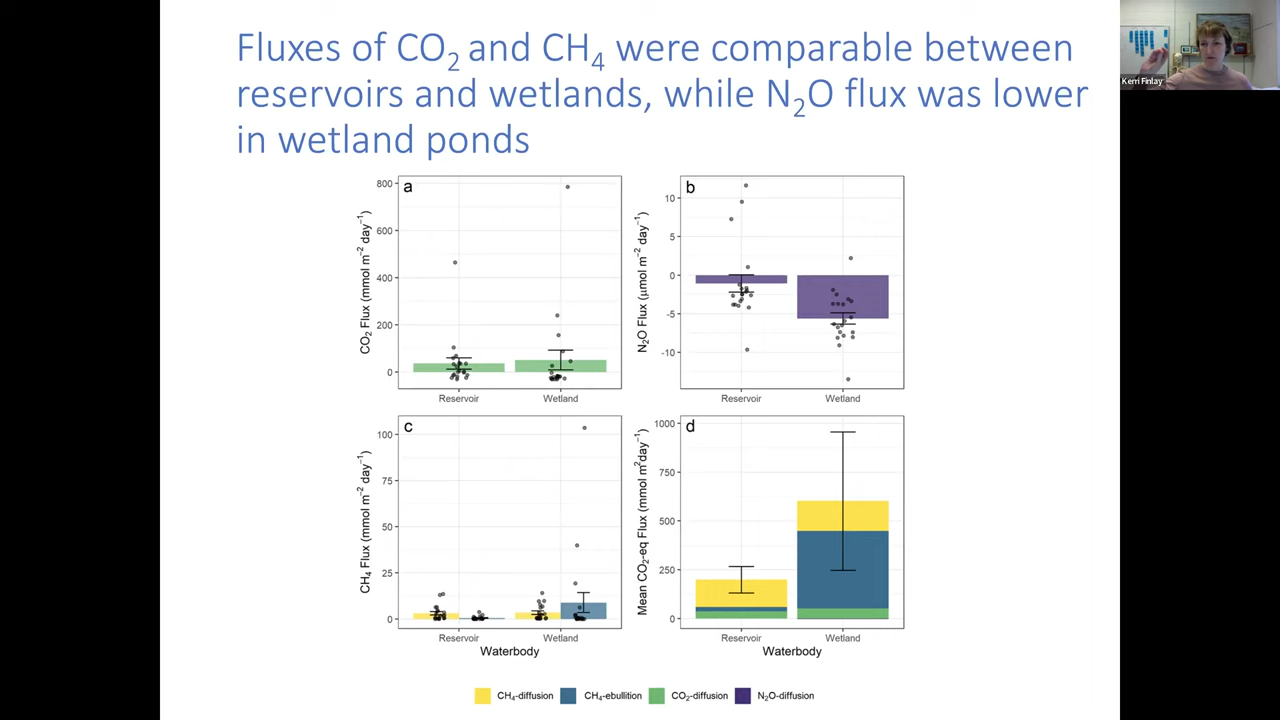 Fluxes of CO₂ and CH₄ were comparable between
reservoirs and wetlands, while N₂O flux was lower
in wetland ponds
Kerri Finlay
a
800
600
400
200
0
CO₂ Flux (mmol m⁻² day⁻¹)
Reservoir Wetland
b
10
5
0
-5
-10
N₂O Flux (μmol m⁻² day⁻¹)
Reservoir Wetland
c
100
75
50
25
0
CH₄ Flux (mmol m⁻² day⁻¹)
Reservoir Wetland
Waterbody
d
1000
750
500
250
0
Mean CO₂-eq Flux (mmol m²day⁻¹)
Reservoir Wetland
Waterbody
CH₄-diffusion CH₄-ebullition CO₂-diffusion N₂O-diffusion